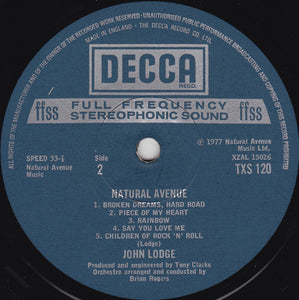 ALL RIGHTS OF THE MANUFACTURER AND OF THE OWNER OF THE RECORDED WORK RESERVED · UNAUTHORISED PUBLIC PERFORMANCE BROADCASTING AND COPYING OF THIS RECORD PROHIBITED
MADE IN ENGLAND · THE DECCA RECORD CO. LTD.
DECCA
REGD.
ffss
FULL FREQUENCY
STEREOPHONIC SOUND
ffss
SPEED 33-⅓
Natural Avenue
Music
Side
2
℗ 1977 Natural Avenue
Music Ltd.
XZAL 15026
TXS 120
NATURAL AVENUE
1. BROKEN DREAMS, HARD ROAD
2. PIECE OF MY HEART
3. RAINBOW
4. SAY YOU LOVE ME
5. CHILDREN OF ROCK 'N' ROLL
(Lodge)
JOHN LODGE
Produced and engineered by Tony Clarke
Orchestra arranged and conducted by
Brian Rogers